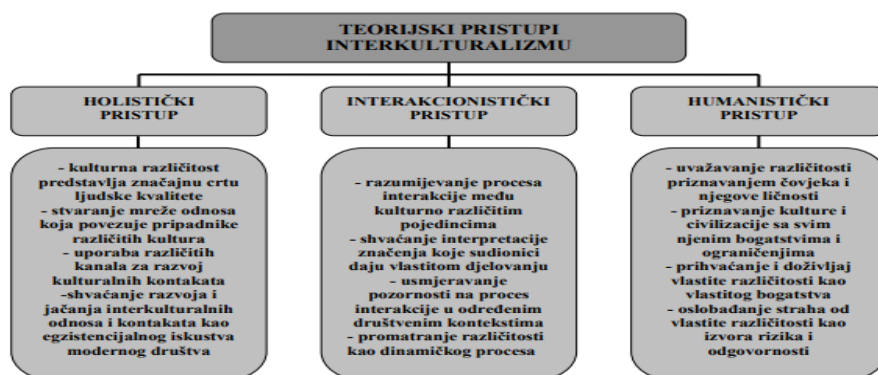 TEORIJSKI PRISTUPI
INTERKULTURALIZMU
HOLISTIČKI
PRISTUP
- kulturna različitost
predstavlja značajnu crtu
ljudske kvalitete
- stvaranje mreže odnosa
koja povezuje pripadnike
različitih kultura
- uporaba različitih
kanala za razvoj
kulturalnih kontakata
-shvaćanje razvoja i
jačanja interkulturalnih
odnosa i kontakata kao
egzistencijalnog iskustva
modernog društva
INTERAKCIONISTIČKI
PRISTUP
- razumijevanje procesa
interakcije među
kulturno različitim
pojedincima
- shvaćanje interpretacije
značenja koje sudionici
daju vlastitom djelovanju
- usmjeravanje
pozornosti na proces
interakcije u određenim
društvenim kontekstima
- promatranje različitosti
kao dinamičkog procesa
HUMANISTIČKI
PRISTUP
- uvažavanje različitosti
priznavanjem čovjeka i
njegove ličnosti
- priznavanje kulture i
civilizacije sa svim
njenim bogatstvima i
ograničenjima
- prihvaćanje i doživljaj
vlastite različitosti kao
vlastitog bogatstva
- oslobađanje straha od
vlastite različitosti kao
izvora rizika i
odgovornosti